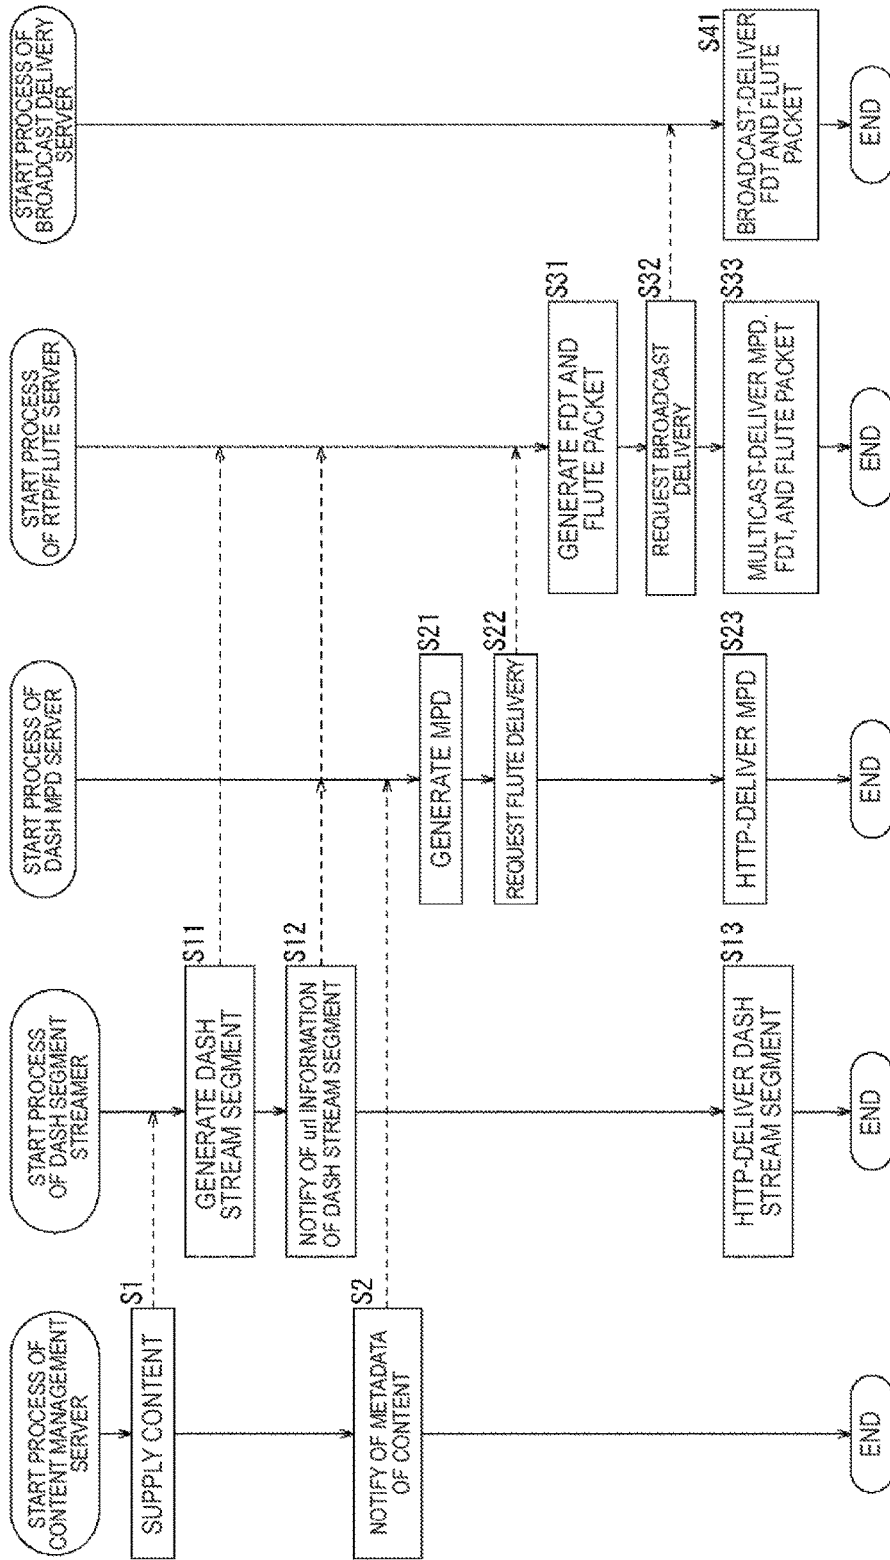 START PROCESS OF
CONTENT MANAGEMENT
SERVER
S1
SUPPLY CONTENT
S2
NOTIFY OF METADATA
OF CONTENT
END
START PROCESS
OF DASH SEGMENT
STREAMER
S11
GENERATE DASH
STREAM SEGMENT
S12
NOTIFY OF url INFORMATION
OF DASH STREAM SEGMENT
S13
HTTP-DELIVER DASH
STREAM SEGMENT
END
START PROCESS OF
DASH MPD SERVER
S21
GENERATE MPD
S22
REQUEST FLUTE DELIVERY
S23
HTTP-DELIVER MPD
END
START PROCESS
OF RTP/FLUTE SERVER
S31
GENERATE FDT AND
FLUTE PACKET
S32
REQUEST BROADCAST
DELIVERY
S33
MULTICAST-DELIVER MPD,
FDT, AND FLUTE PACKET
END
START PROCESS OF
BROADCAST DELIVERY
SERVER
S41
BROADCAST-DELIVER
FDT AND FLUTE
PACKET
END